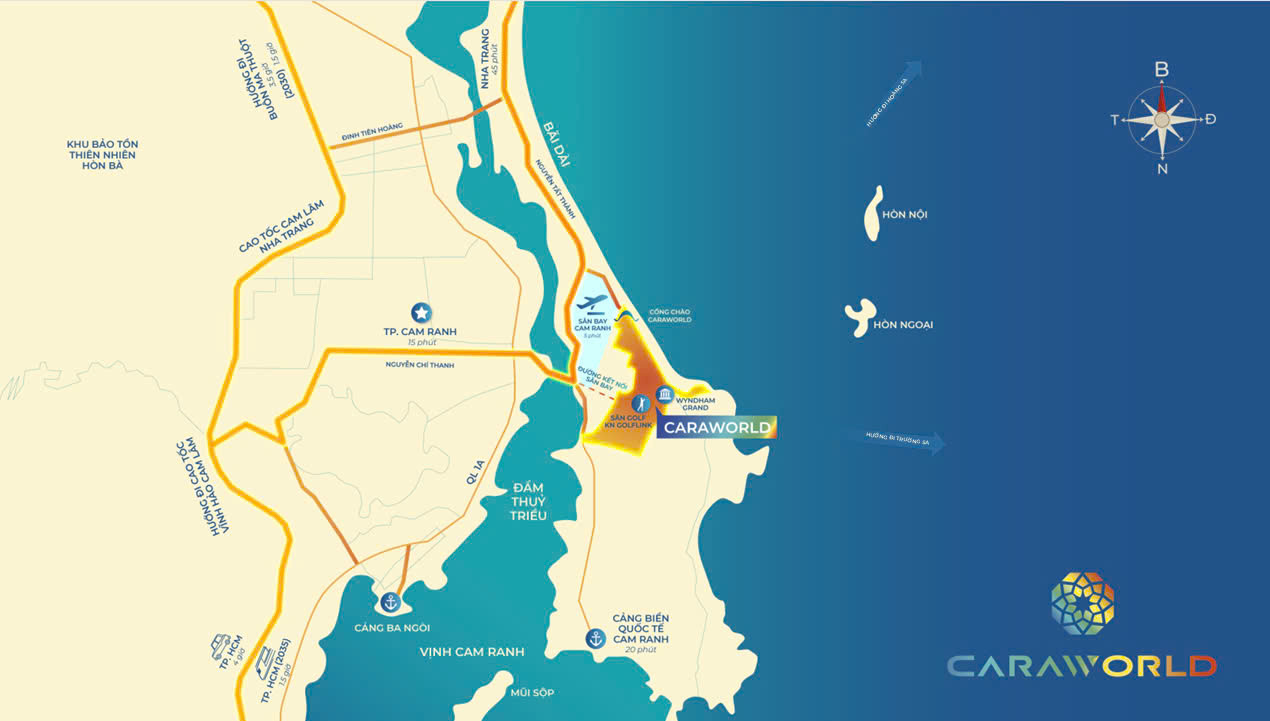 HƯỚNG ĐI
BUÔN MA THUỘT
3.5 giờ
(2030) 1.5 giờ
NHA TRANG
45 phút
HƯỚNG ĐI HOÀNG SA
B
T
Đ
N
ĐINH TIÊN HOÀNG
BÃI DÀI
KHU BẢO TỒN
THIÊN NHIÊN
HÒN BÀ
NGUYỄN TẤT THÀNH
CAO TỐC CAM LÂM
NHA TRANG
HÒN NỘI
SÂN BAY
CAM RANH
5 phút
CỔNG CHÀO
CARAWORLD
HÒN NGOẠI
TP. CAM RANH
15 phút
NGUYỄN CHÍ THANH
ĐƯỜNG KẾT NỐI
SÂN BAY
WYNDHAM
GRAND
SÂN GOLF
KN GOLFLINK
CARAWORLD
HƯỚNG ĐI TRƯỜNG SA
HƯỚNG ĐI CAO TỐC
VĨNH HẢO CAM LÂM
QL 1A
ĐẦM
THUỶ
TRIỀU
CẢNG BA NGÒI
CẢNG BIỂN
QUỐC TẾ
CAM RANH
20 phút
VỊNH CAM RANH
TP. HCM
4 giờ
TP. HCM (2035)
1.5 giờ
MŨI SỘP
CARAWORLD